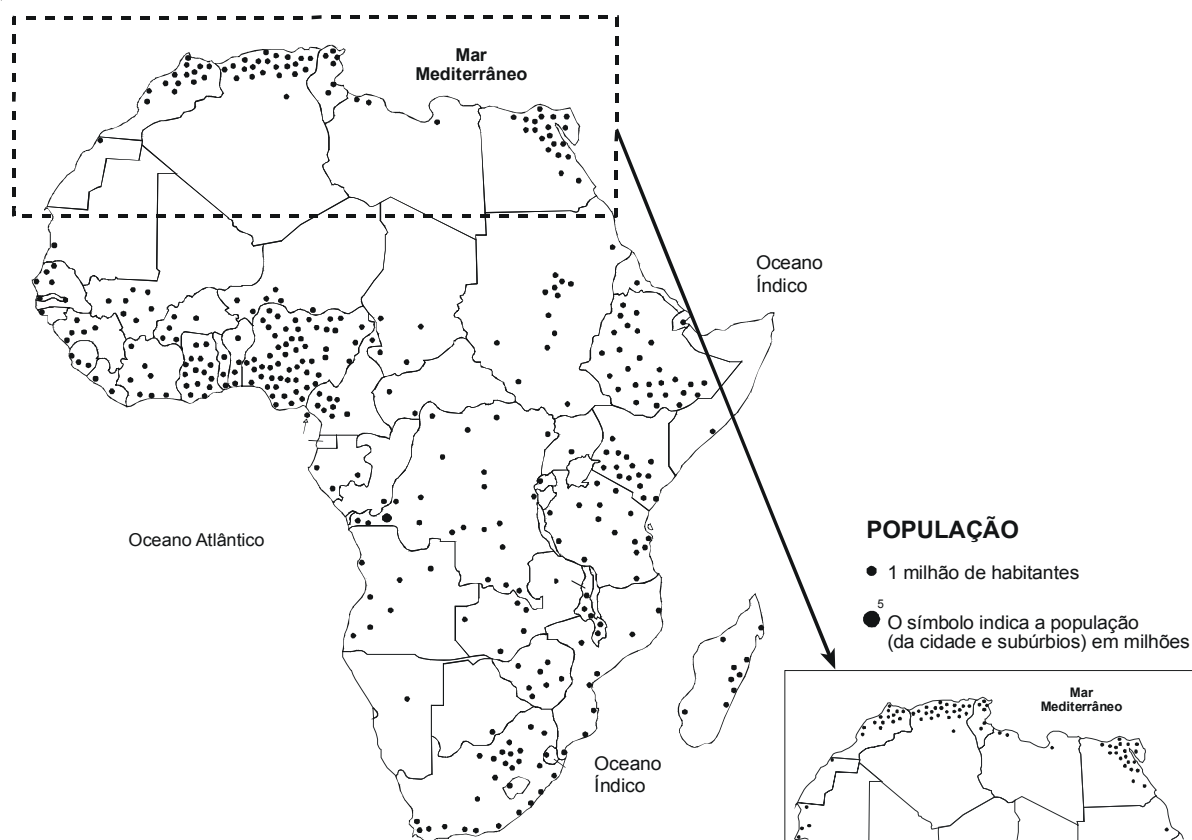 Mar
Mediterrâneo
Oceano
Índico
Oceano Atlântico
POPULAÇÃO
1 milhão de habitantes
5
O símbolo indica a população
(da cidade e subúrbios) em milhões
Mar
Mediterrâneo
Oceano
Índico